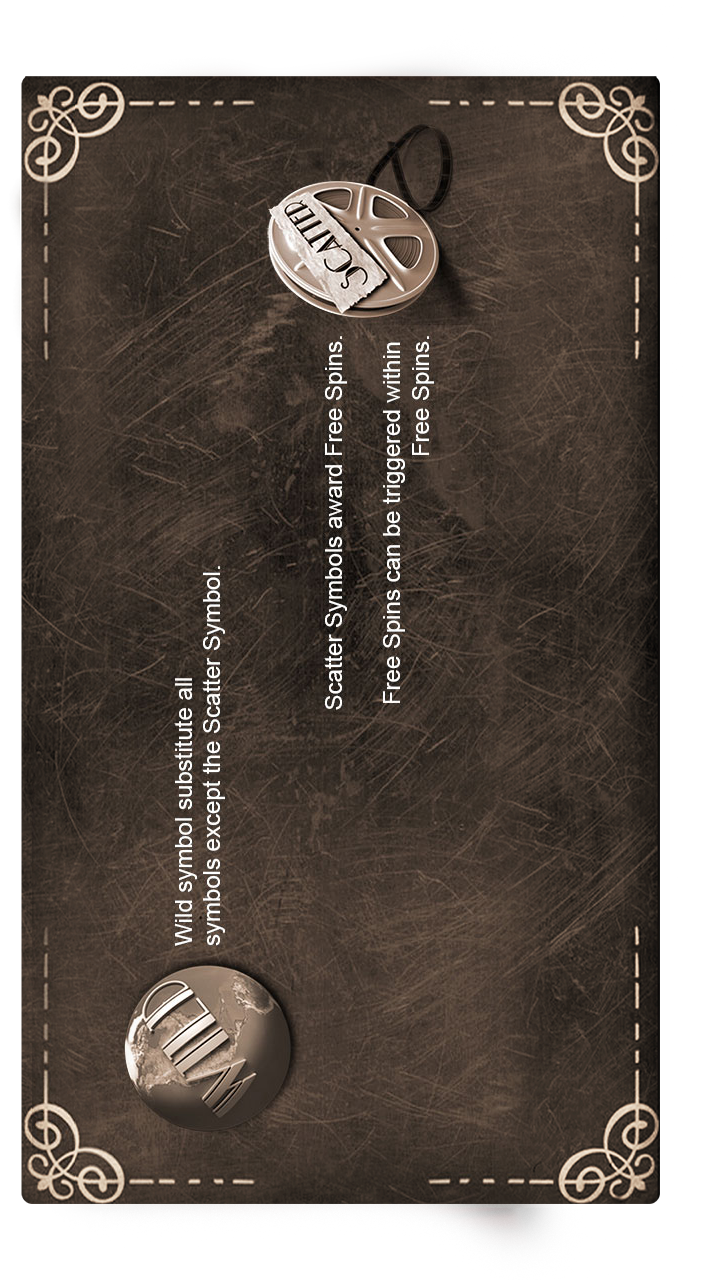 WILD
Wild symbol substitute all
symbols except the Scatter Symbol.
SCATTER
Scatter Symbols award Free Spins.
Free Spins can be triggered within
Free Spins.